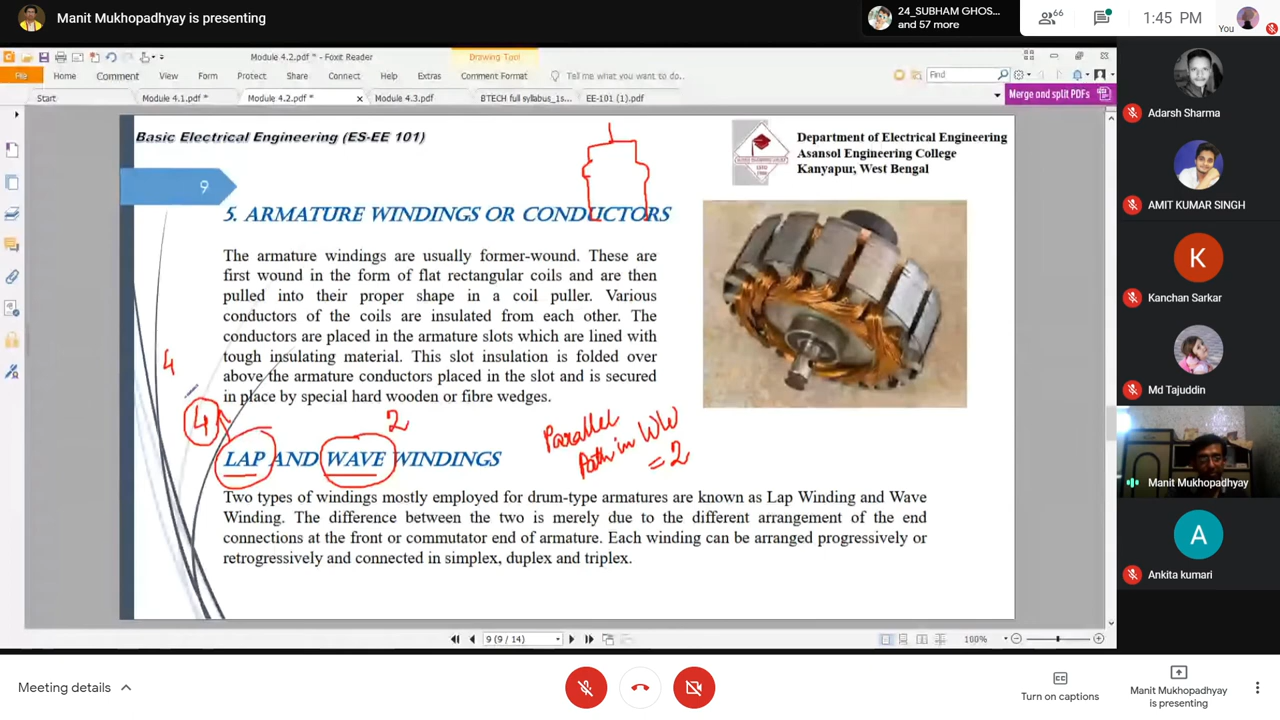 Manit Mukhopadhyay is presenting
24_SUBHAM GHOS...
and 57 more
66
1:45 PM
You
Module 4.2.pdf * - Foxit Reader
Drawing Tool
File Home Comment View Form Protect Share Connect Help Extras Comment Format Tell me what you want to do... Find
Start Module 4.1.pdf * Module 4.2.pdf * Module 4.3.pdf BTECH full syllabus_1s... EE-101 (1).pdf Merge and split PDFs
Basic Electrical Engineering (ES-EE 101)
Department of Electrical Engineering
Asansol Engineering College
Kanyapur, West Bengal
9
5. ARMATURE WINDINGS OR CONDUCTORS
The armature windings are usually former-wound. These are
first wound in the form of flat rectangular coils and are then
pulled into their proper shape in a coil puller. Various
conductors of the coils are insulated from each other. The
conductors are placed in the armature slots which are lined with
tough insulating material. This slot insulation is folded over
above the armature conductors placed in the slot and is secured
in place by special hard wooden or fibre wedges.
4
4
2
Parallel
Path in WW
= 2
LAP AND WAVE WINDINGS
Two types of windings mostly employed for drum-type armatures are known as Lap Winding and Wave
Winding. The difference between the two is merely due to the different arrangement of the end
connections at the front or commutator end of armature. Each winding can be arranged progressively or
retrogressively and connected in simplex, duplex and triplex.
9 (9 / 14)
100%
Adarsh Sharma
AMIT KUMAR SINGH
K
Kanchan Sarkar
Md Tajuddin
Manit Mukhopadhyay
A
Ankita kumari
Meeting details
Turn on captions
Manit Mukhopadhyay
is presenting